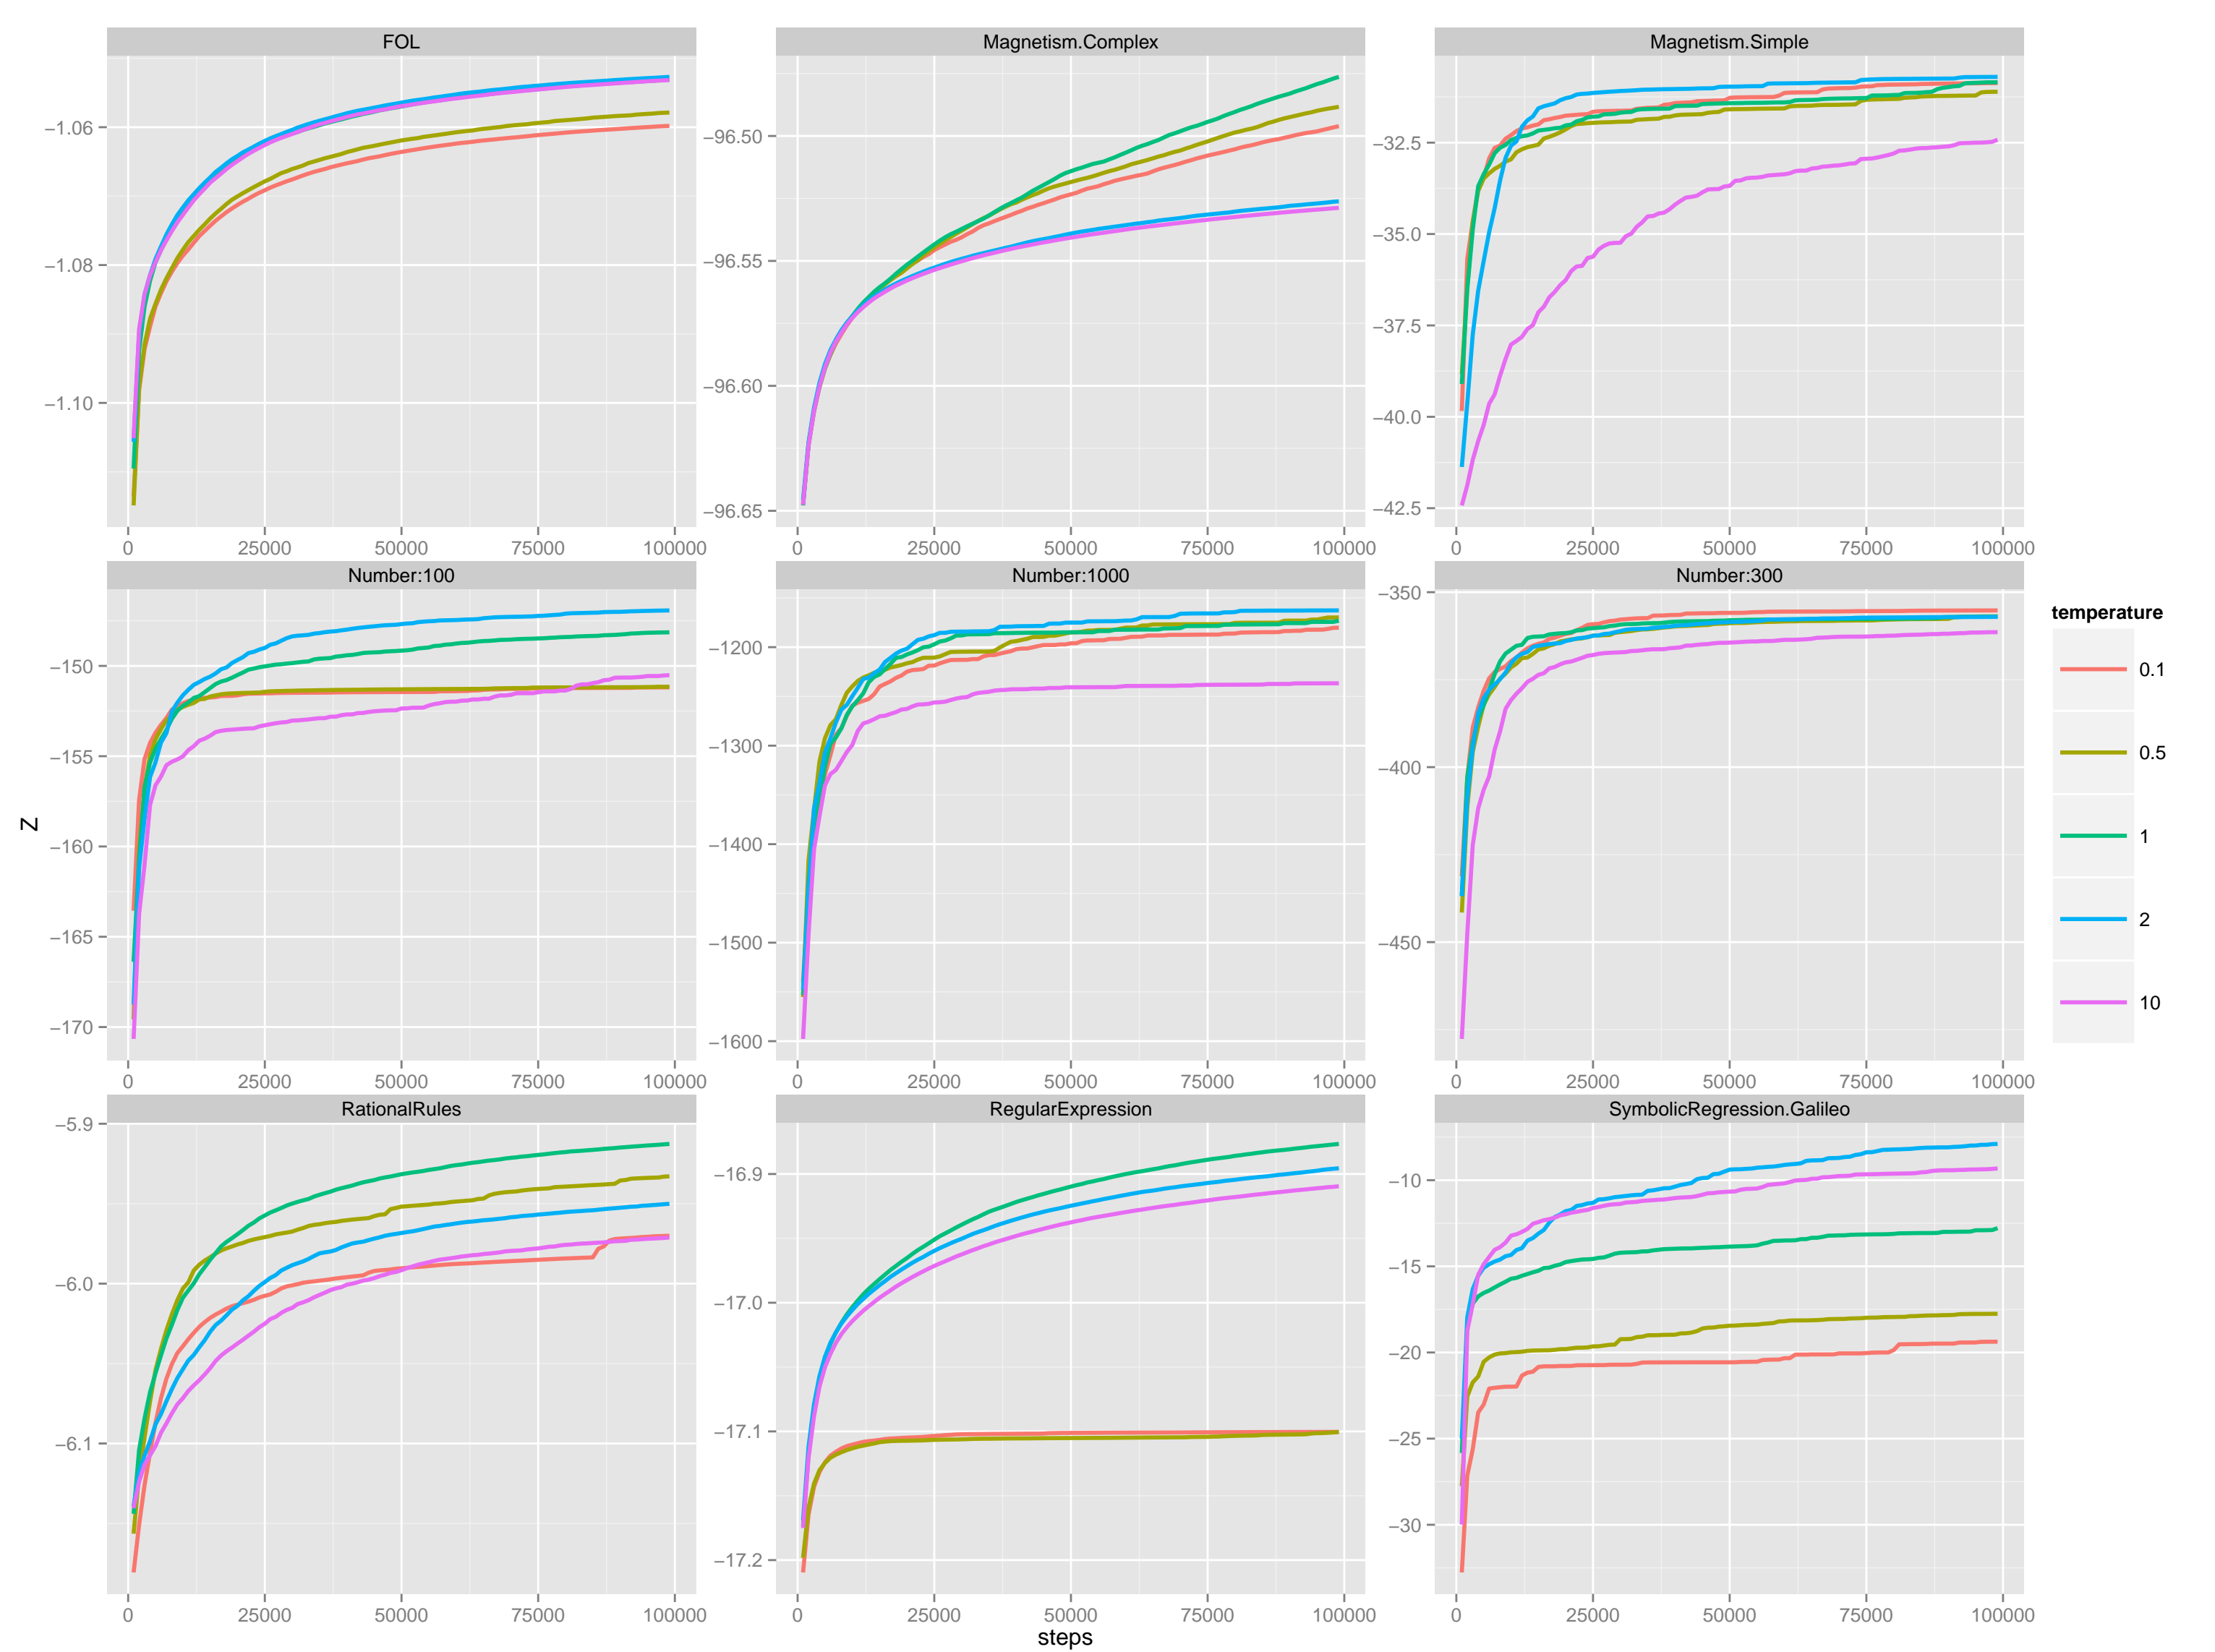 FOL
−1.06
−1.08
−1.10
0 25000 50000 75000 100000
Magnetism.Complex
−96.50
−96.55
−96.60
−96.65
0 25000 50000 75000 100000
Magnetism.Simple
−32.5
−35.0
−37.5
−40.0
−42.5
0 25000 50000 75000 100000
Number:100
−150
−155
−160
−165
−170
0 25000 50000 75000 100000
Number:1000
−1200
−1300
−1400
−1500
−1600
0 25000 50000 75000 100000
Number:300
−350
−400
−450
0 25000 50000 75000 100000
RationalRules
−5.9
−6.0
−6.1
0 25000 50000 75000 100000
RegularExpression
−16.9
−17.0
−17.1
−17.2
0 25000 50000 75000 100000
SymbolicRegression.Galileo
−10
−15
−20
−25
−30
0 25000 50000 75000 100000
Z
steps
temperature
0.1
0.5
1
2
10